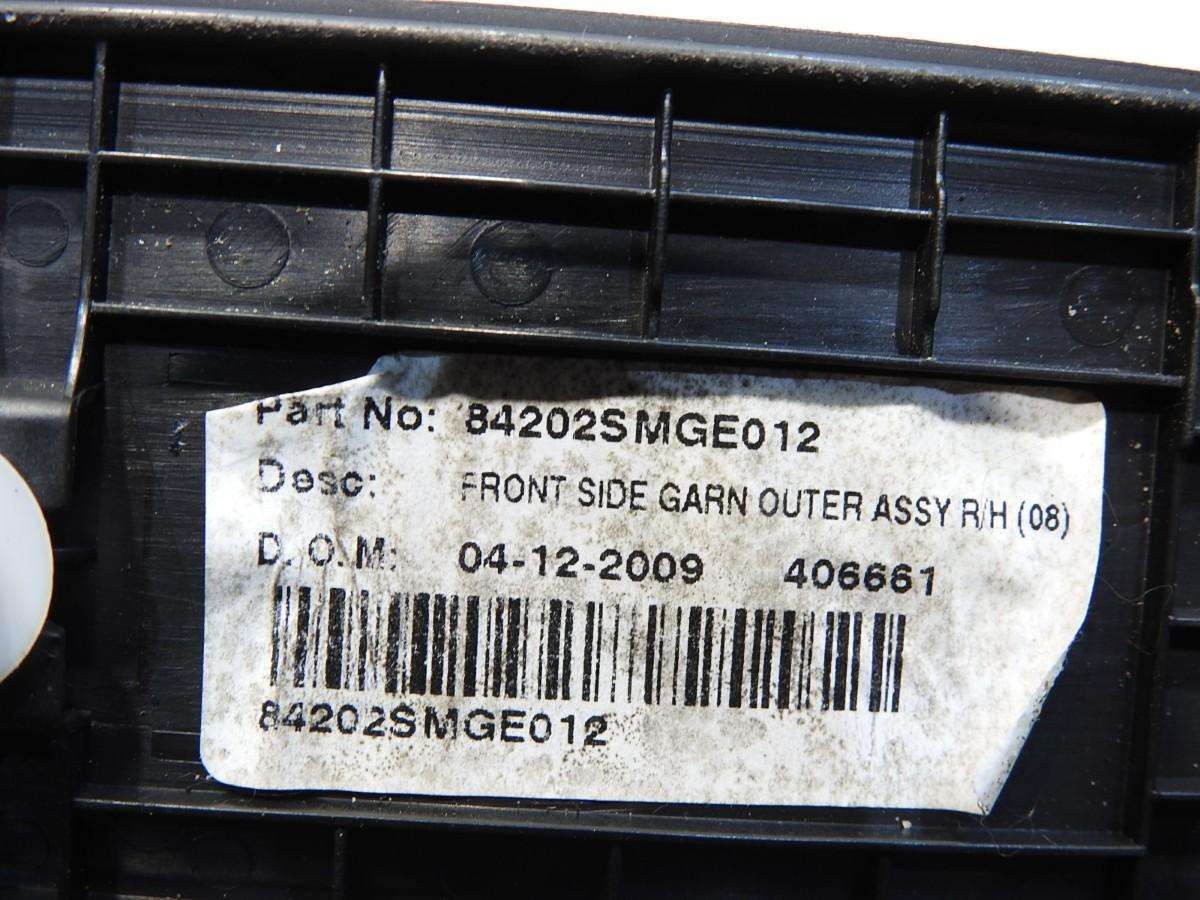 Part No: 84202SMGE012
Desc: FRONT SIDE GARN OUTER ASSY R/H (08)
D. O. M: 04-12-2009 406661
84202SMGE012